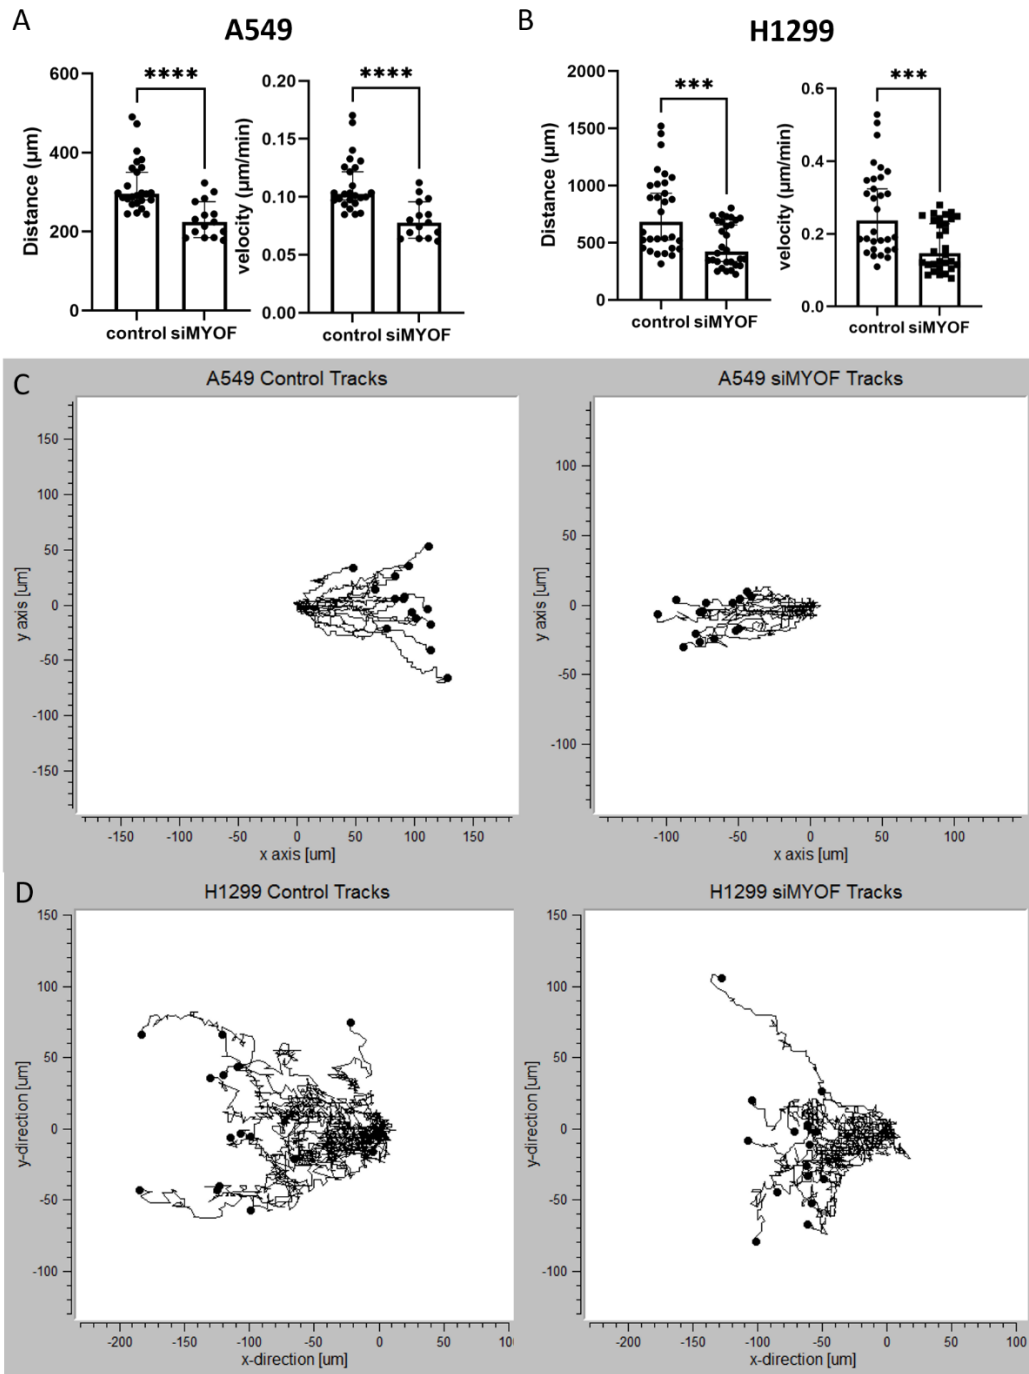 A
A549
B
H1299
****
****
***
***
Distance (μm)
600
400
200
0
control siMYOF
velocity (μm/min)
0.20
0.15
0.10
0.05
0.00
control siMYOF
Distance (μm)
2000
1500
1000
500
0
control siMYOF
velocity (μm/min)
0.6
0.4
0.2
0.0
control siMYOF
C
A549 Control Tracks
y axis [um]
150
100
50
0
-50
-100
-150
-150 -100 -50 0 50 100 150
x axis [um]
A549 siMYOF Tracks
y axis [um]
100
50
0
-50
-100
-100 -50 0 50 100
x axis [um]
D
H1299 Control Tracks
y-direction [um]
150
100
50
0
-50
-100
-200 -150 -100 -50 0 50 10
x-direction [um]
H1299 siMYOF Tracks
y-direction [um]
150
100
50
0
-50
-100
-200 -150 -100 -50 0 50 100
x-direction [um]